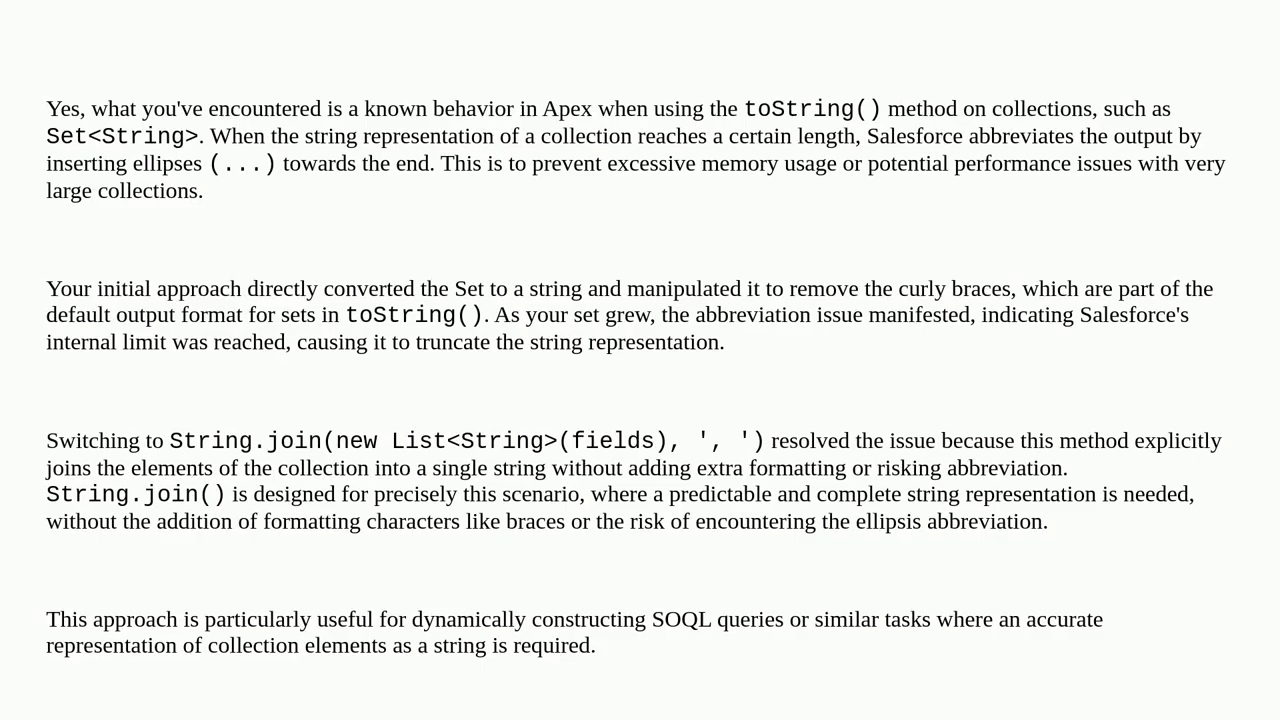 Yes, what you've encountered is a known behavior in Apex when using the toString() method on collections, such as
Set<String>. When the string representation of a collection reaches a certain length, Salesforce abbreviates the output by
inserting ellipses (...) towards the end. This is to prevent excessive memory usage or potential performance issues with very
large collections.
Your initial approach directly converted the Set to a string and manipulated it to remove the curly braces, which are part of the
default output format for sets in toString(). As your set grew, the abbreviation issue manifested, indicating Salesforce's
internal limit was reached, causing it to truncate the string representation.
Switching to String.join(new List<String>(fields), ', ') resolved the issue because this method explicitly
joins the elements of the collection into a single string without adding extra formatting or risking abbreviation.
String.join() is designed for precisely this scenario, where a predictable and complete string representation is needed,
without the addition of formatting characters like braces or the risk of encountering the ellipsis abbreviation.
This approach is particularly useful for dynamically constructing SOQL queries or similar tasks where an accurate
representation of collection elements as a string is required.